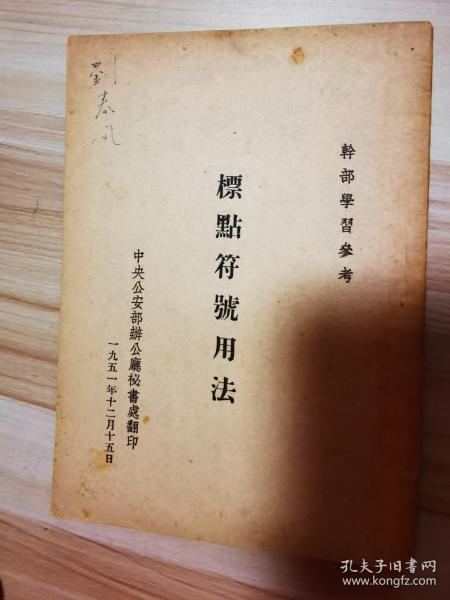 幹部學習參考
標點符號用法
中央公安部辦公廳秘書處翻印
一九五一年十二月十五日
劉春
孔夫子旧书网
www.kongfz.com